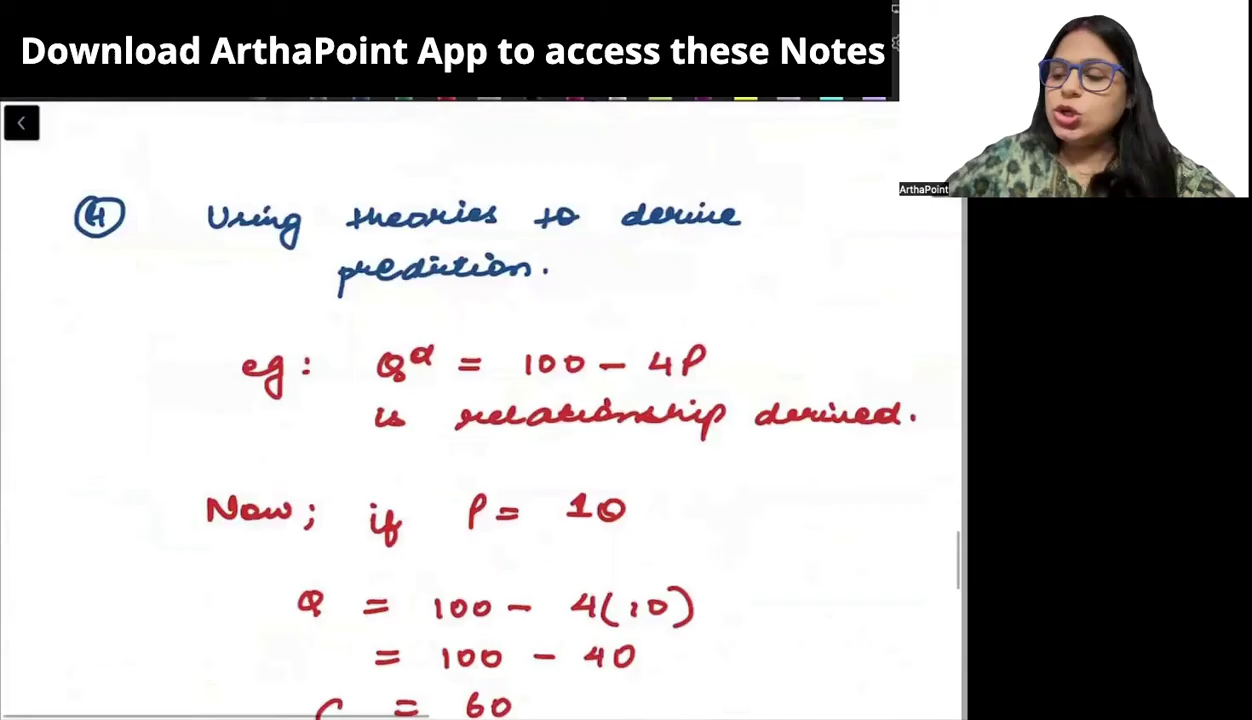 Download ArthaPoint App to access these Notes
ArthaPoint
4 Using theories to derive
prediction.
eg: Qd = 100 - 4P
is relationship derived.
Now; if P = 10
Q = 100 - 4(10)
= 100 - 40
= 60